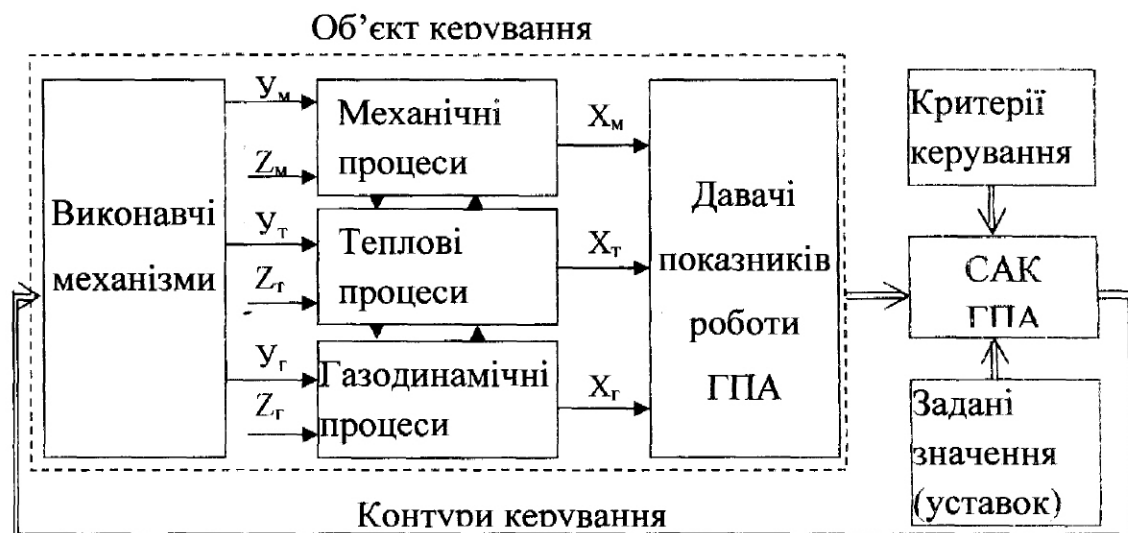 Об’єкт керування
Виконавчі
механізми
Ум
Zм
Ут
Zт
Уг
Zг
Механічні
процеси
Теплові
процеси
Газодинамічні
процеси
Хм
Хт
Хг
Давачі
показників
роботи
ГПА
Критерії
керування
САК
ГПА
Задані
значення
(уставок)
Контури керування